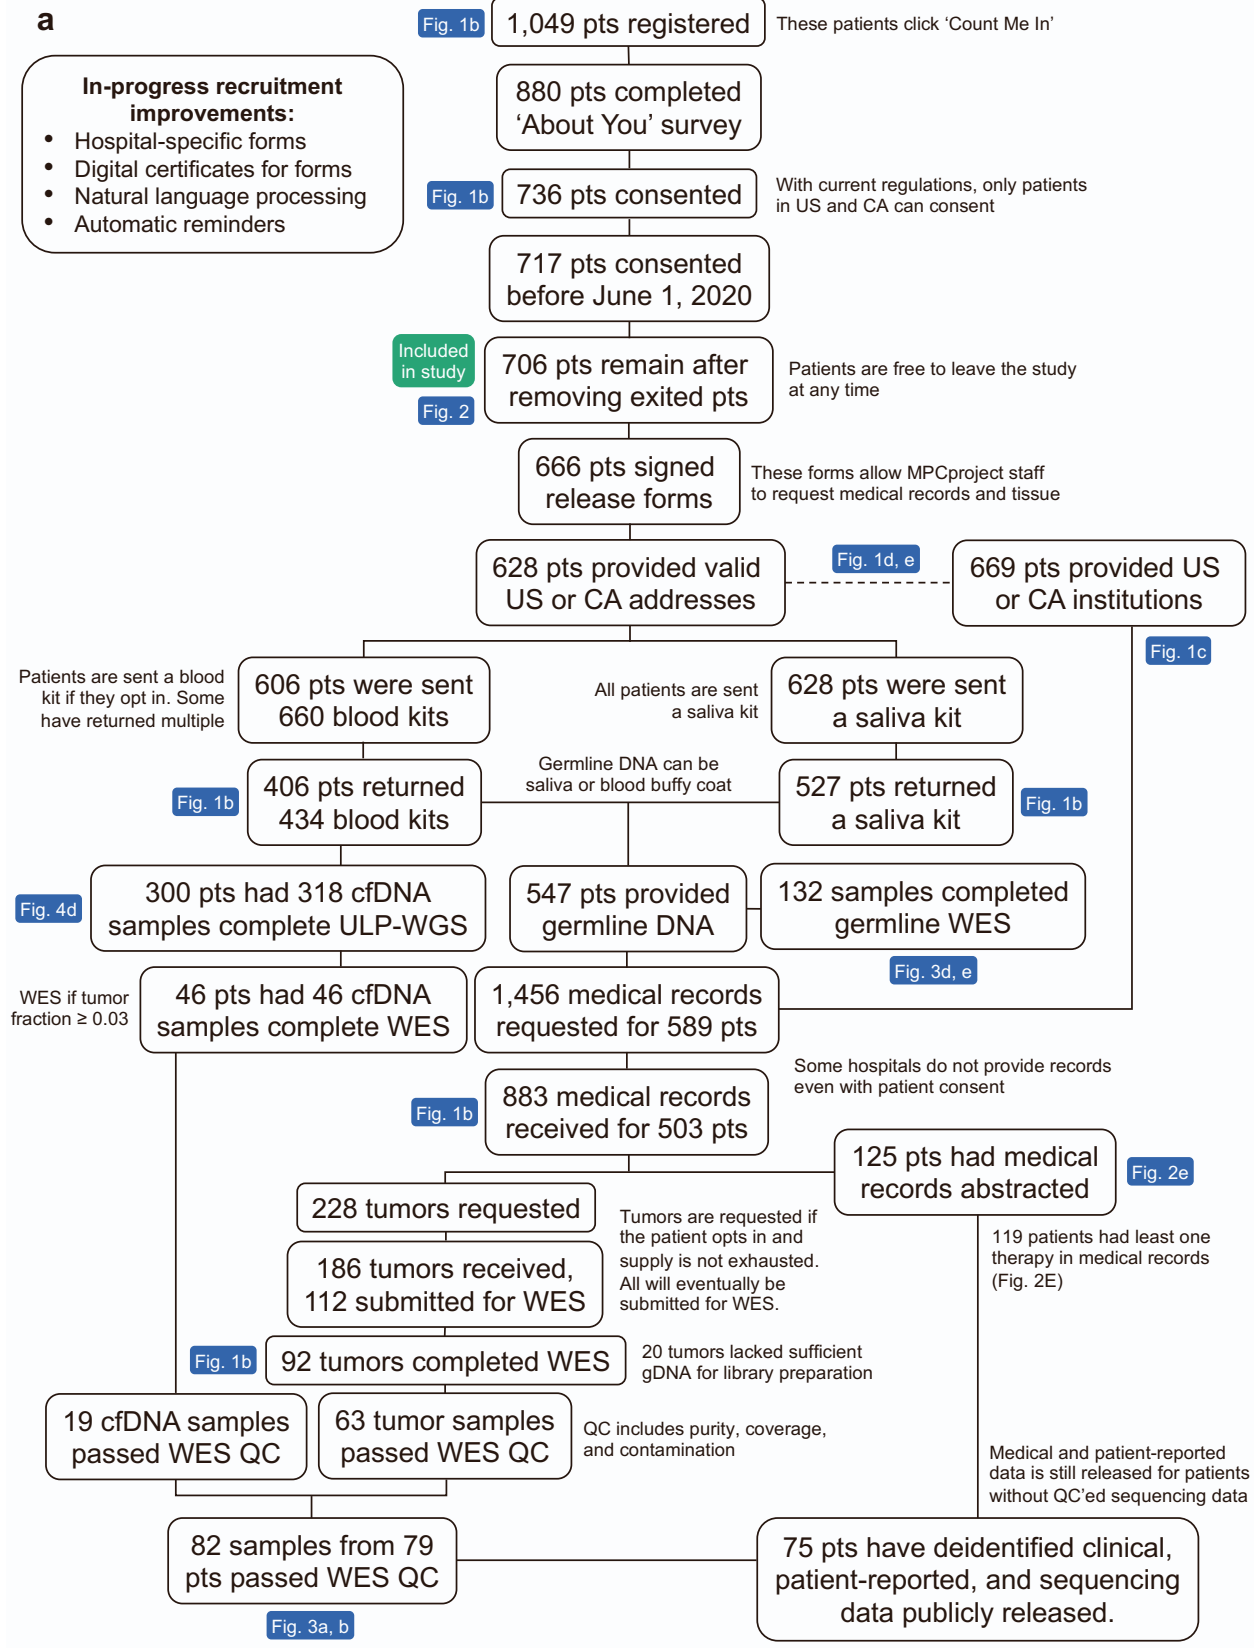 a
Fig. 1b
1,049 pts registered
These patients click ‘Count Me In’
In-progress recruitment
improvements:
• Hospital-specific forms
• Digital certificates for forms
• Natural language processing
• Automatic reminders
880 pts completed
‘About You’ survey
Fig. 1b
736 pts consented
With current regulations, only patients
in US and CA can consent
717 pts consented
before June 1, 2020
Included
in study
Fig. 2
706 pts remain after
removing exited pts
Patients are free to leave the study
at any time
666 pts signed
release forms
These forms allow MPCproject staff
to request medical records and tissue
628 pts provided valid
US or CA addresses
Fig. 1d, e
669 pts provided US
or CA institutions
Fig. 1c
Patients are sent a blood
kit if they opt in. Some
have returned multiple
606 pts were sent
660 blood kits
All patients are sent
a saliva kit
628 pts were sent
a saliva kit
Fig. 1b
406 pts returned
434 blood kits
Germline DNA can be
saliva or blood buffy coat
527 pts returned
a saliva kit
Fig. 1b
Fig. 4d
300 pts had 318 cfDNA
samples complete ULP-WGS
547 pts provided
germline DNA
132 samples completed
germline WES
Fig. 3d, e
WES if tumor
fraction ≥ 0.03
46 pts had 46 cfDNA
samples complete WES
1,456 medical records
requested for 589 pts
Some hospitals do not provide records
even with patient consent
Fig. 1b
883 medical records
received for 503 pts
125 pts had medical
records abstracted
Fig. 2e
228 tumors requested
Tumors are requested if
the patient opts in and
supply is not exhausted.
All will eventually be
submitted for WES.
119 patients had least one
therapy in medical records
(Fig. 2E)
186 tumors received,
112 submitted for WES
Fig. 1b
92 tumors completed WES
20 tumors lacked sufficient
gDNA for library preparation
19 cfDNA samples
passed WES QC
63 tumor samples
passed WES QC
QC includes purity, coverage,
and contamination
Medical and patient-reported
data is still released for patients
without QC’ed sequencing data
82 samples from 79
pts passed WES QC
Fig. 3a, b
75 pts have deidentified clinical,
patient-reported, and sequencing
data publicly released.